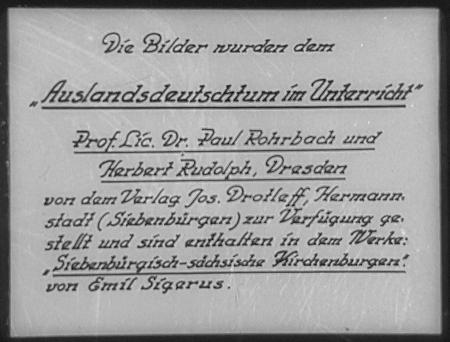 Die Bilder wurden dem
„Auslandsdeutschtum im Unterricht"
Prof. Lic. Dr. Paul Rohrbach und
Herbert Rudolph, Dresden
von dem Verlag Jos. Drotleff, Hermann-
stadt (Siebenbürgen) zur Verfügung ge-
stellt und sind enthalten in dem Werke:
„Siebenbürgisch-sächsische Kirchenburgen"
von Emil Sigerus.